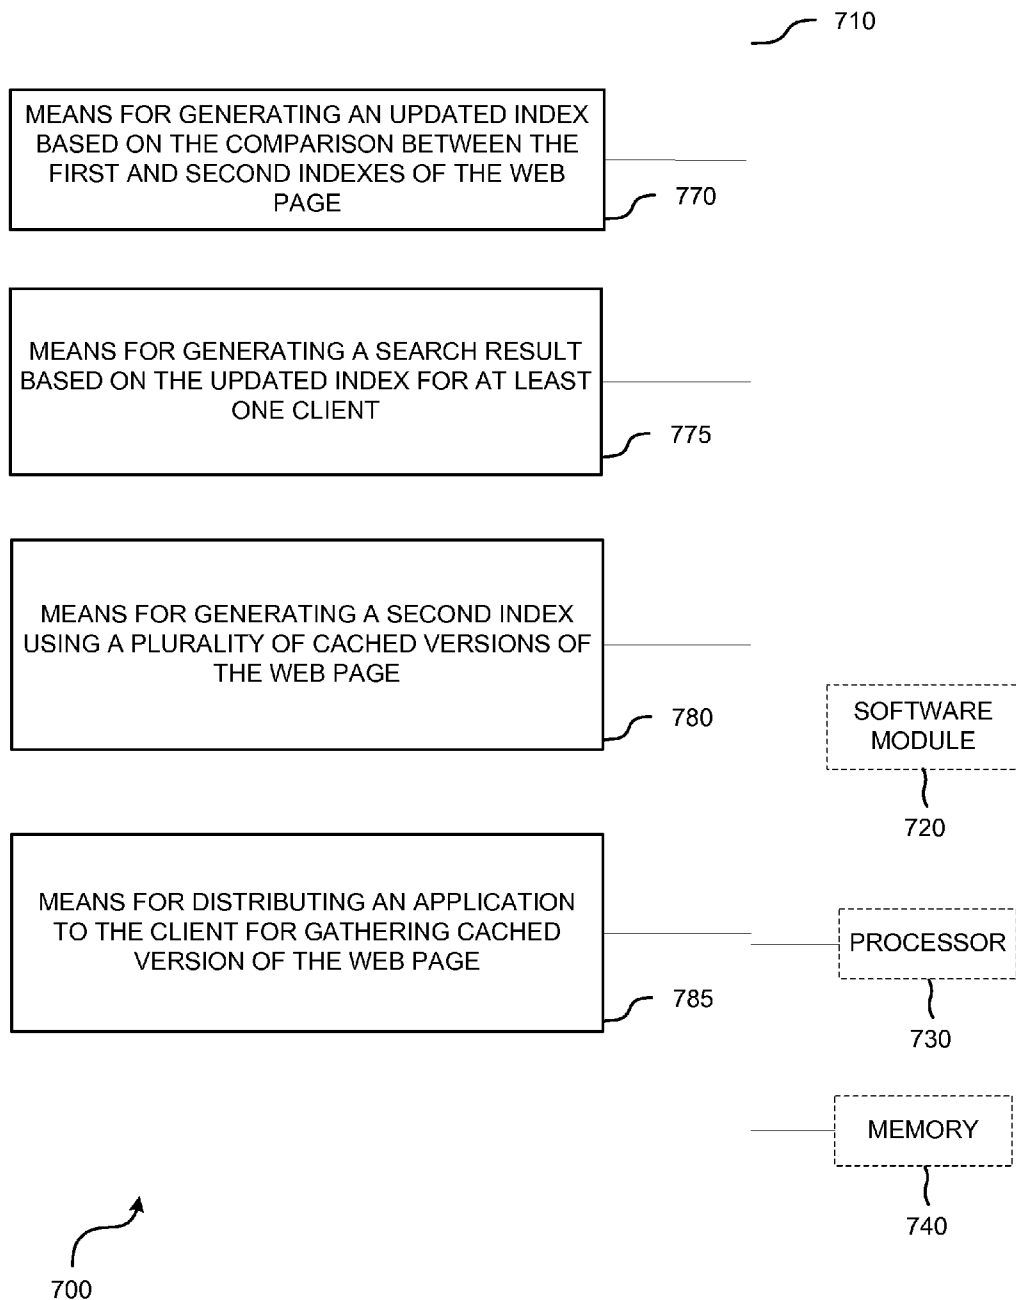 710
MEANS FOR GENERATING AN UPDATED INDEX
BASED ON THE COMPARISON BETWEEN THE
FIRST AND SECOND INDEXES OF THE WEB
PAGE
770
MEANS FOR GENERATING A SEARCH RESULT
BASED ON THE UPDATED INDEX FOR AT LEAST
ONE CLIENT
775
MEANS FOR GENERATING A SECOND INDEX
USING A PLURALITY OF CACHED VERSIONS OF
THE WEB PAGE
780
SOFTWARE
MODULE
720
MEANS FOR DISTRIBUTING AN APPLICATION
TO THE CLIENT FOR GATHERING CACHED
VERSION OF THE WEB PAGE
785
PROCESSOR
730
MEMORY
740
700